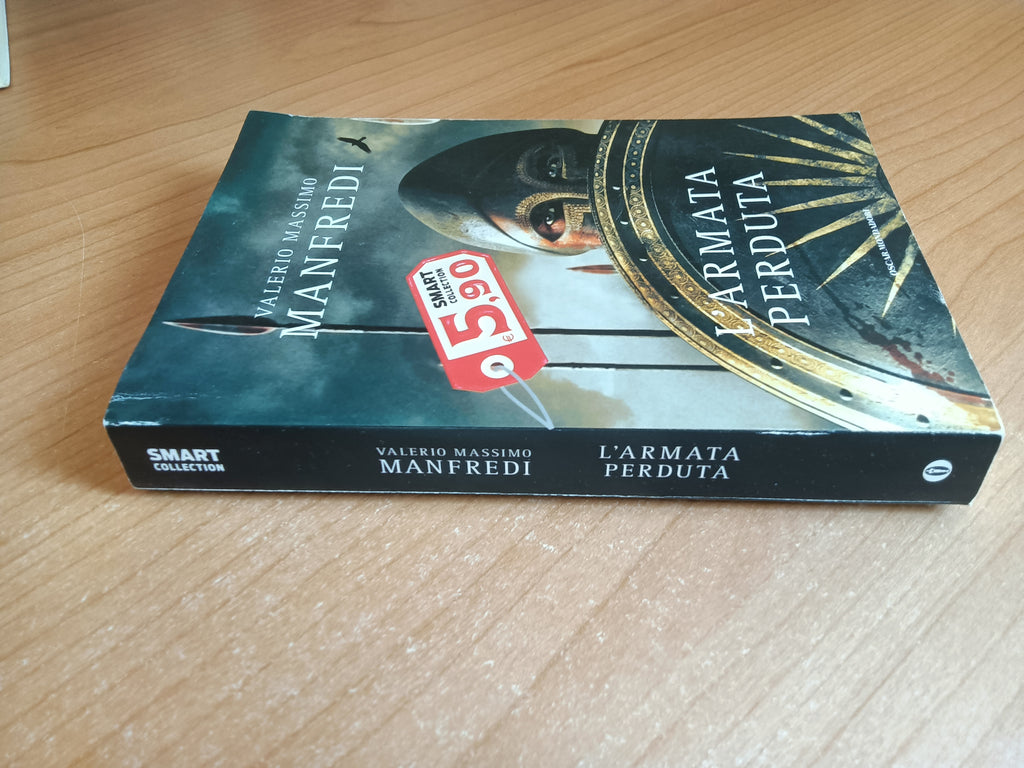 VALERIO MASSIMO
MANFREDI
SMART
COLLECTION
5,90
€
L'ARMATA
PERDUTA
OSCAR MONDADORI
SMART
COLLECTION
VALERIO MASSIMO
MANFREDI
L'ARMATA
PERDUTA